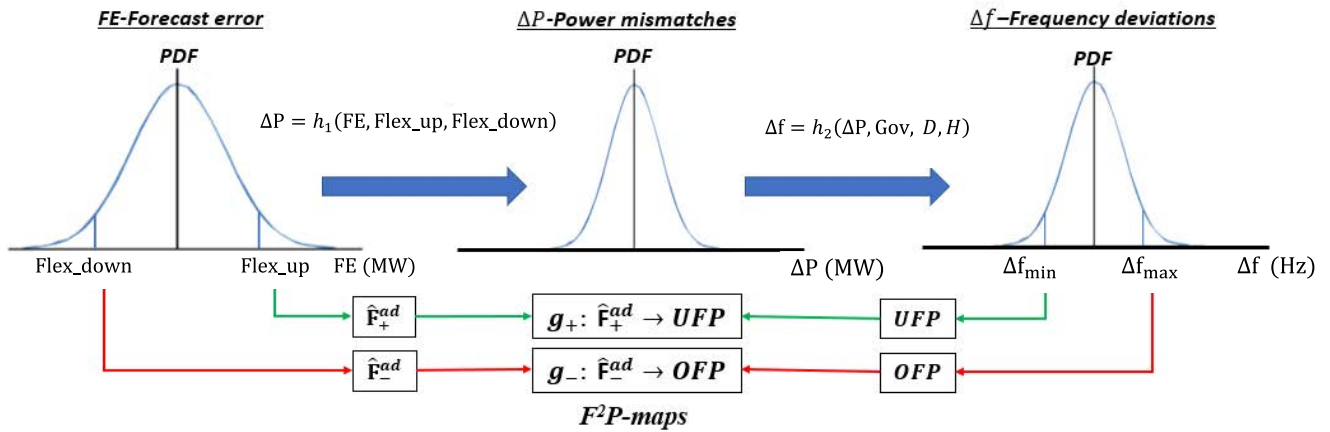 FE-Forecast error
ΔP-Power mismatches
Δf–Frequency deviations
PDF
PDF
PDF
ΔP = h₁(FE, Flex_up, Flex_down)
Δf = h₂(ΔP, Gov, D, H)
Flex_down
Flex_up
FE (MW)
ΔP (MW)
Δf_min
Δf_max
Δf (Hz)
F̂₊ᵃᵈ
g₊: F̂₊ᵃᵈ → UFP
UFP
F̂₋ᵃᵈ
g₋: F̂₋ᵃᵈ → OFP
OFP
F²P-maps